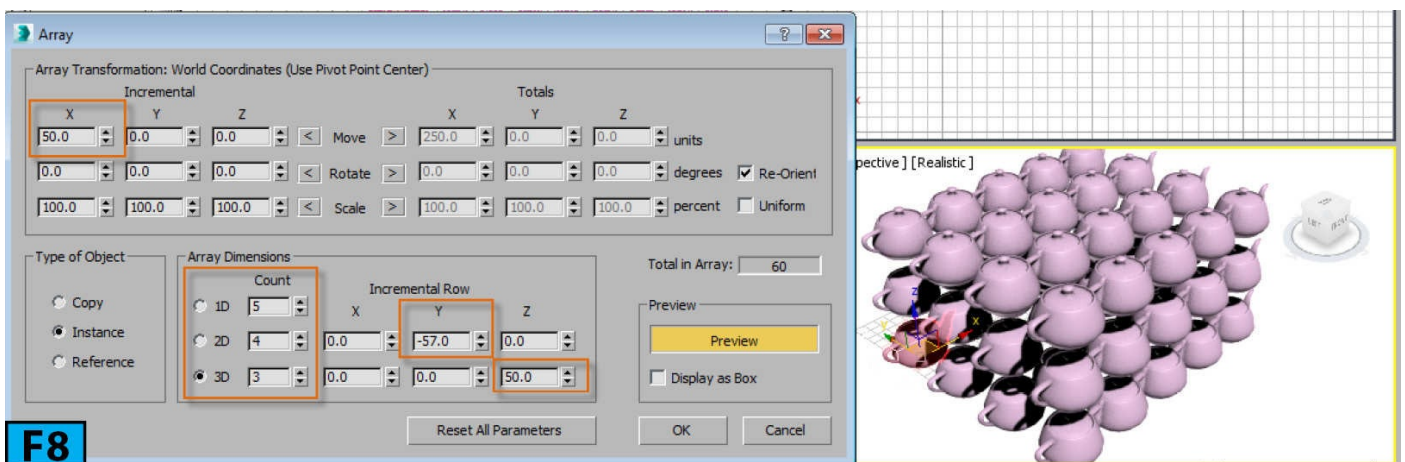 Array
Array Transformation: World Coordinates (Use Pivot Point Center)
Incremental Totals
X Y Z X Y Z
50.0 0.0 0.0 < Move > 250.0 0.0 0.0 units
0.0 0.0 0.0 < Rotate > 0.0 0.0 0.0 degrees Re-Orient
100.0 100.0 100.0 < Scale > 100.0 100.0 100.0 percent Uniform
Type of Object
Copy
Instance
Reference
Array Dimensions
Count
Incremental Row
1D 5 X Y Z
2D 4 0.0 -57.0 0.0
3D 3 0.0 0.0 50.0
Total in Array: 60
Preview
Preview
Display as Box
Reset All Parameters OK Cancel
F8
x
pective ] [Realistic ]
z
y
x